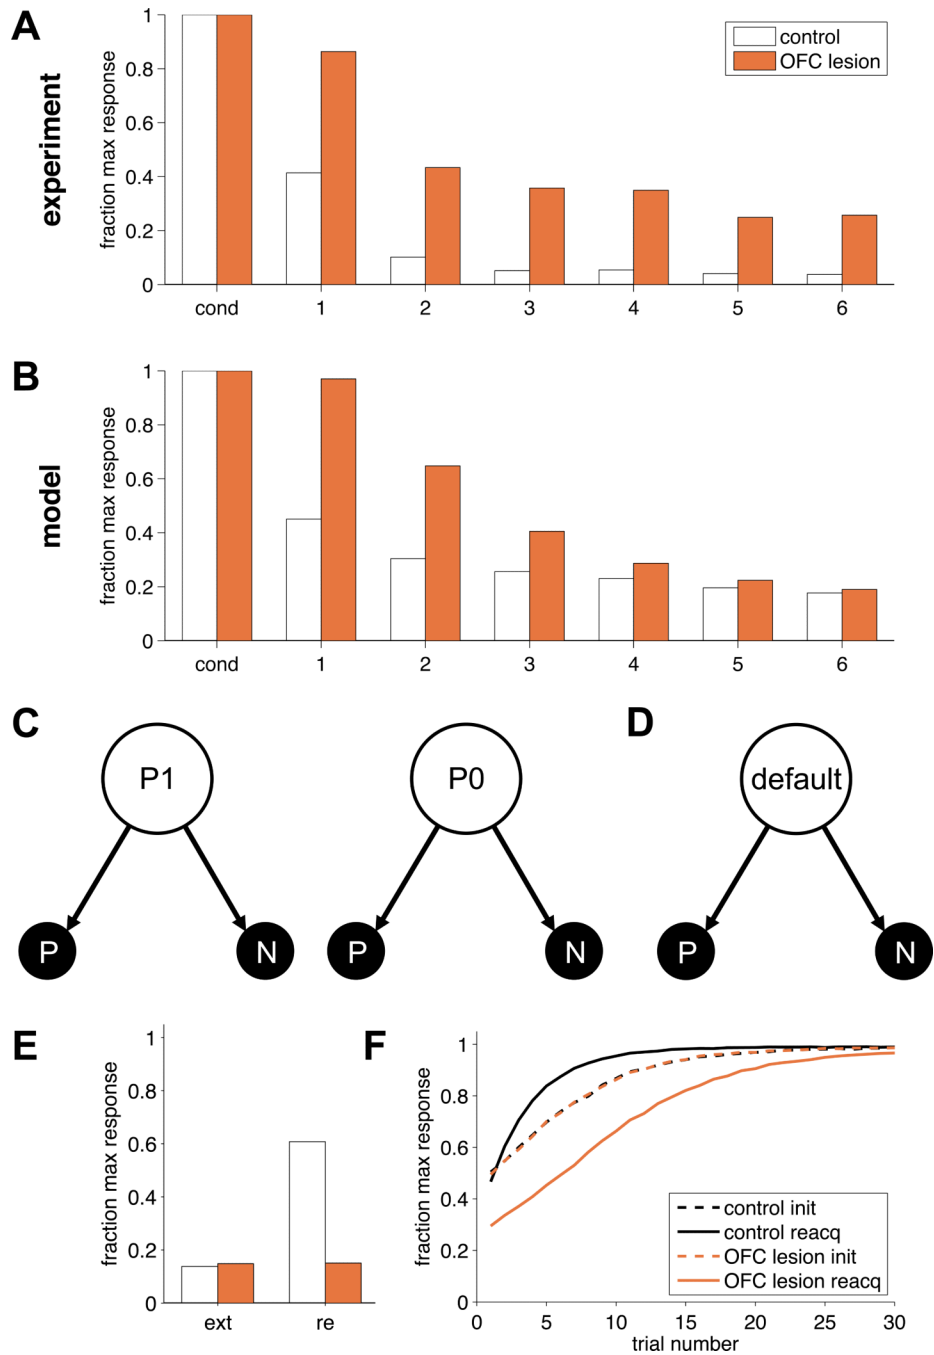 A
experiment
fraction max response
1
0.8
0.6
0.4
0.2
0
cond 1 2 3 4 5 6
control
OFC lesion
B
model
fraction max response
1
0.8
0.6
0.4
0.2
0
cond 1 2 3 4 5 6
C
P1
P N
P0
P N
D
default
P N
E
fraction max response
1
0.8
0.6
0.4
0.2
0
ext re
F
fraction max response
1
0.8
0.6
0.4
0.2
0
0 5 10 15 20 25 30
trial number
control init
control reacq
OFC lesion init
OFC lesion reacq